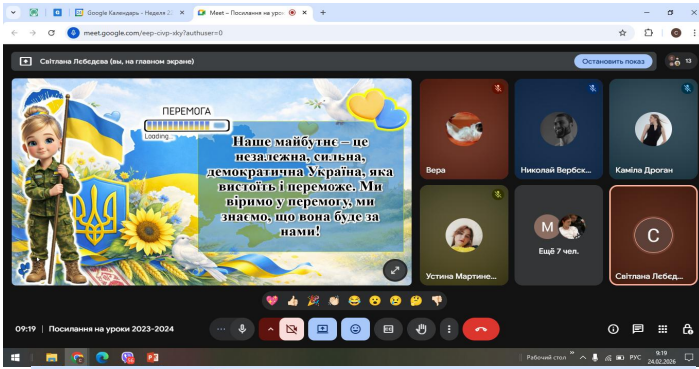 Google Календарь - Неделя 2
Meet – Посилання на уро
meet.google.com/eep-civp-xky?authuser=0
Світлана Лебедєва (вы, на главном экране)
Остановить показ
13
ПЕРЕМОГА
Loading...
Наше майбутнє – це
незалежна, сильна,
демократична Україна, яка
вистоїть і переможе. Ми
віримо у перемогу, ми
знаємо, що вона буде за
нами!
Вера
Николай Вербск...
Каміла Дроган
Устина Мартине...
М
Ещё 7 чел.
С
Світлана Лебед...
09:19 | Посилання на уроки 2023-2024
Рабочий стол
РУС
9:19
24.02.2026